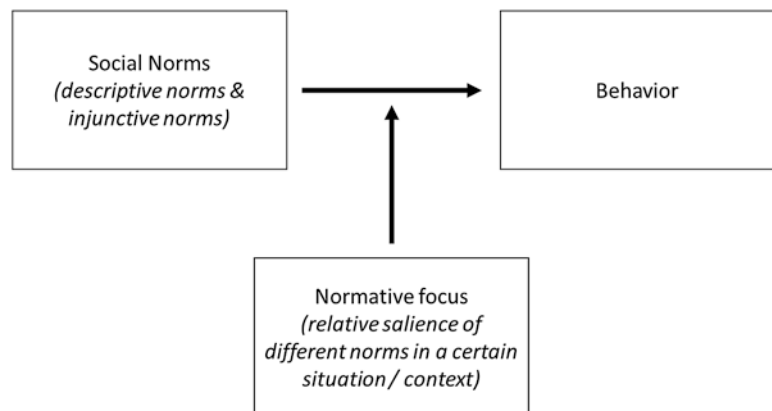 Social Norms
(descriptive norms &
injunctive norms)
Behavior
Normative focus
(relative salience of
different norms in a certain
situation / context)